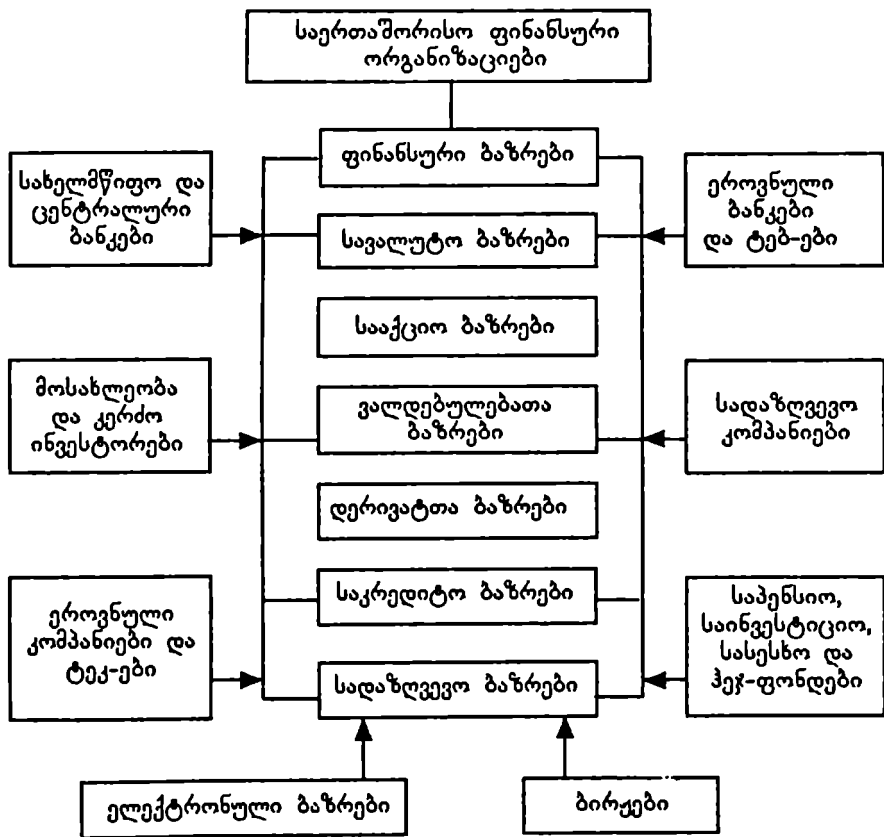 საერთაშორისო ფინანსური
ორგანიზაციები
ფინანსური ბაზრები
სახელმწიფო და
ცენტრალური
ბანკები
ეროვნული
ბანკები
და ტებ-ები
სავალუტო ბაზრები
სააქციო ბაზრები
მოსახლეობა
და კერძო
ინვესტორები
ვალდებულებათა
ბაზრები
სადაზღვევო
კომპანიები
დერივატთა ბაზრები
ეროვნული
კომპანიები და
ტეკ-ები
საკრედიტო ბაზრები
საპენსიო,
საინვესტიციო,
სასესხო და
ჰეჯ-ფონდები
სადაზღვევო ბაზრები
ელექტრონული ბაზრები
ბირჟები